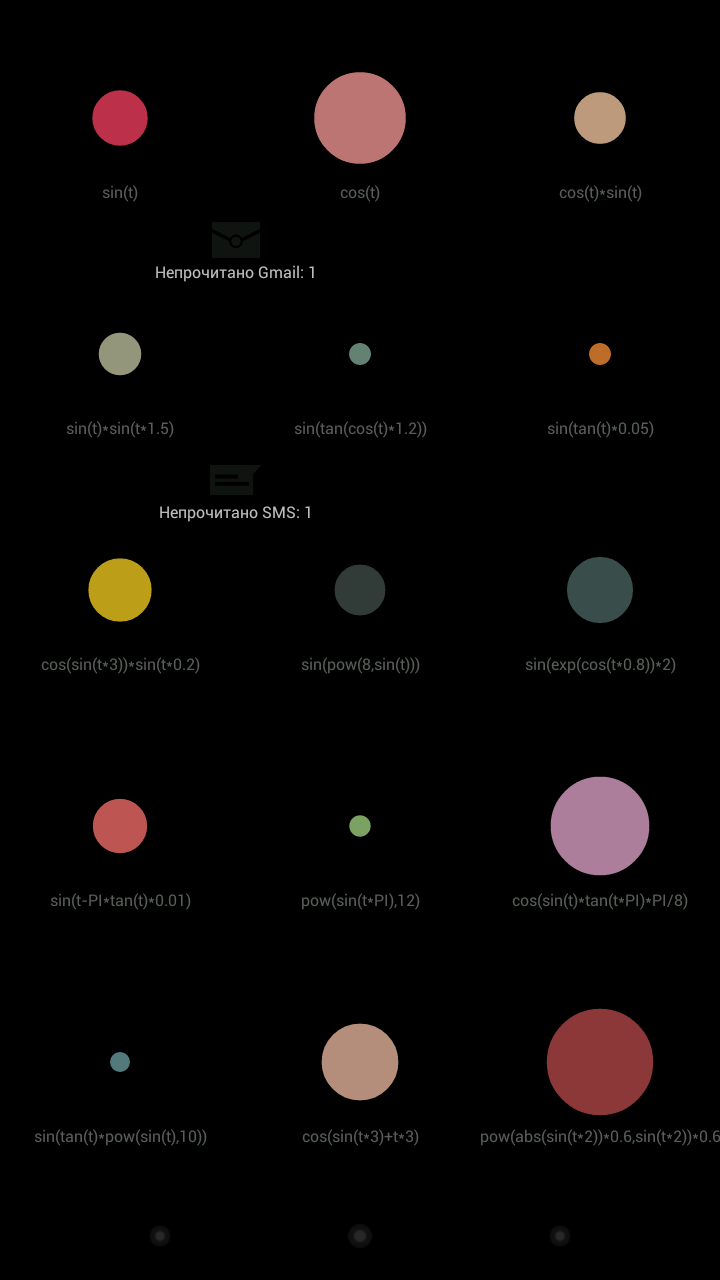 sin(t)
cos(t)
cos(t)*sin(t)
Непрочитано Gmail: 1
sin(t)*sin(t*1.5)
sin(tan(cos(t)*1.2))
sin(tan(t)*0.05)
Непрочитано SMS: 1
cos(sin(t*3))*sin(t*0.2)
sin(pow(8,sin(t)))
sin(exp(cos(t*0.8))*2)
sin(t-PI*tan(t)*0.01)
pow(sin(t*PI),12)
cos(sin(t)*tan(t*PI)*PI/8)
sin(tan(t)*pow(sin(t),10))
cos(sin(t*3)+t*3)
pow(abs(sin(t*2))*0.6,sin(t*2))*0.6